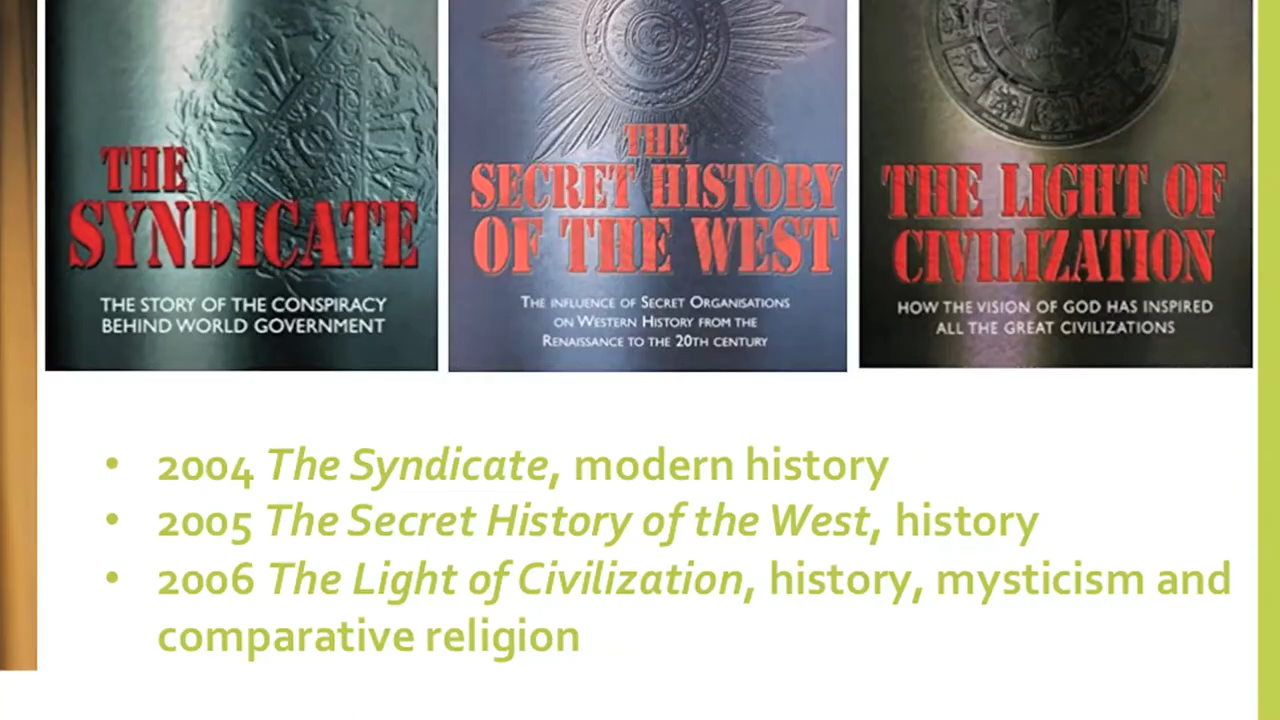 THE
SYNDICATE
THE STORY OF THE CONSPIRACY
BEHIND WORLD GOVERNMENT
THE
SECRET HISTORY
OF THE WEST
THE INFLUENCE OF SECRET ORGANISATIONS
ON WESTERN HISTORY FROM THE
RENAISSANCE TO THE 20TH CENTURY
THE LIGHT OF
CIVILIZATION
HOW THE VISION OF GOD HAS INSPIRED
ALL THE GREAT CIVILIZATIONS
• 2004 The Syndicate, modern history
• 2005 The Secret History of the West, history
• 2006 The Light of Civilization, history, mysticism and
comparative religion